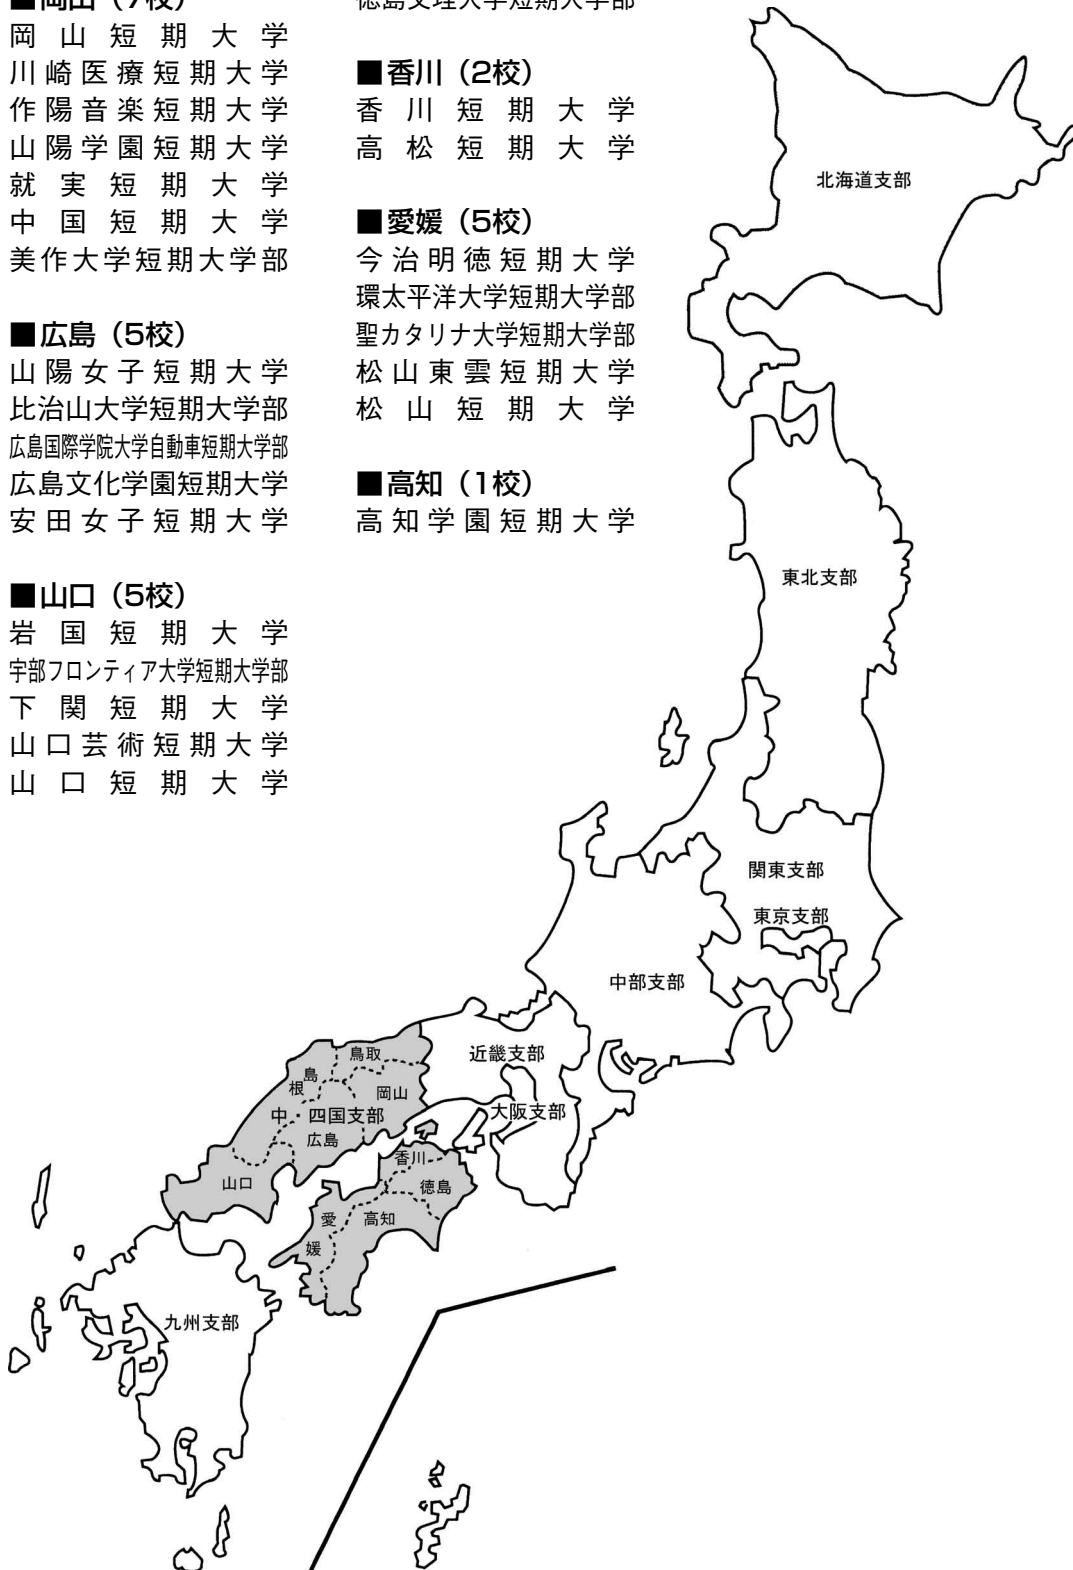 ■岡山（7校）
岡山短期大学
川崎医療短期大学
作陽音楽短期大学
山陽学園短期大学
就実短期大学
中国短期大学
美作大学短期大学部
■広島（5校）
山陽女子短期大学
比治山大学短期大学部
広島国際学院大学自動車短期大学部
広島文化学園短期大学
安田女子短期大学
■山口（5校）
岩国短期大学
宇部フロンティア大学短期大学部
下関短期大学
山口芸術短期大学
山口短期大学
徳島文理大学短期大学部
■香川（2校）
香川短期大学
高松短期大学
■愛媛（5校）
今治明徳短期大学
環太平洋大学短期大学部
聖カタリナ大学短期大学部
松山東雲短期大学
松山短期大学
■高知（1校）
高知学園短期大学
北海道支部
東北支部
関東支部
東京支部
中部支部
近畿支部
大阪支部
鳥取
島根
岡山
中・四国支部
広島
山口
香川
徳島
愛媛
高知
九州支部